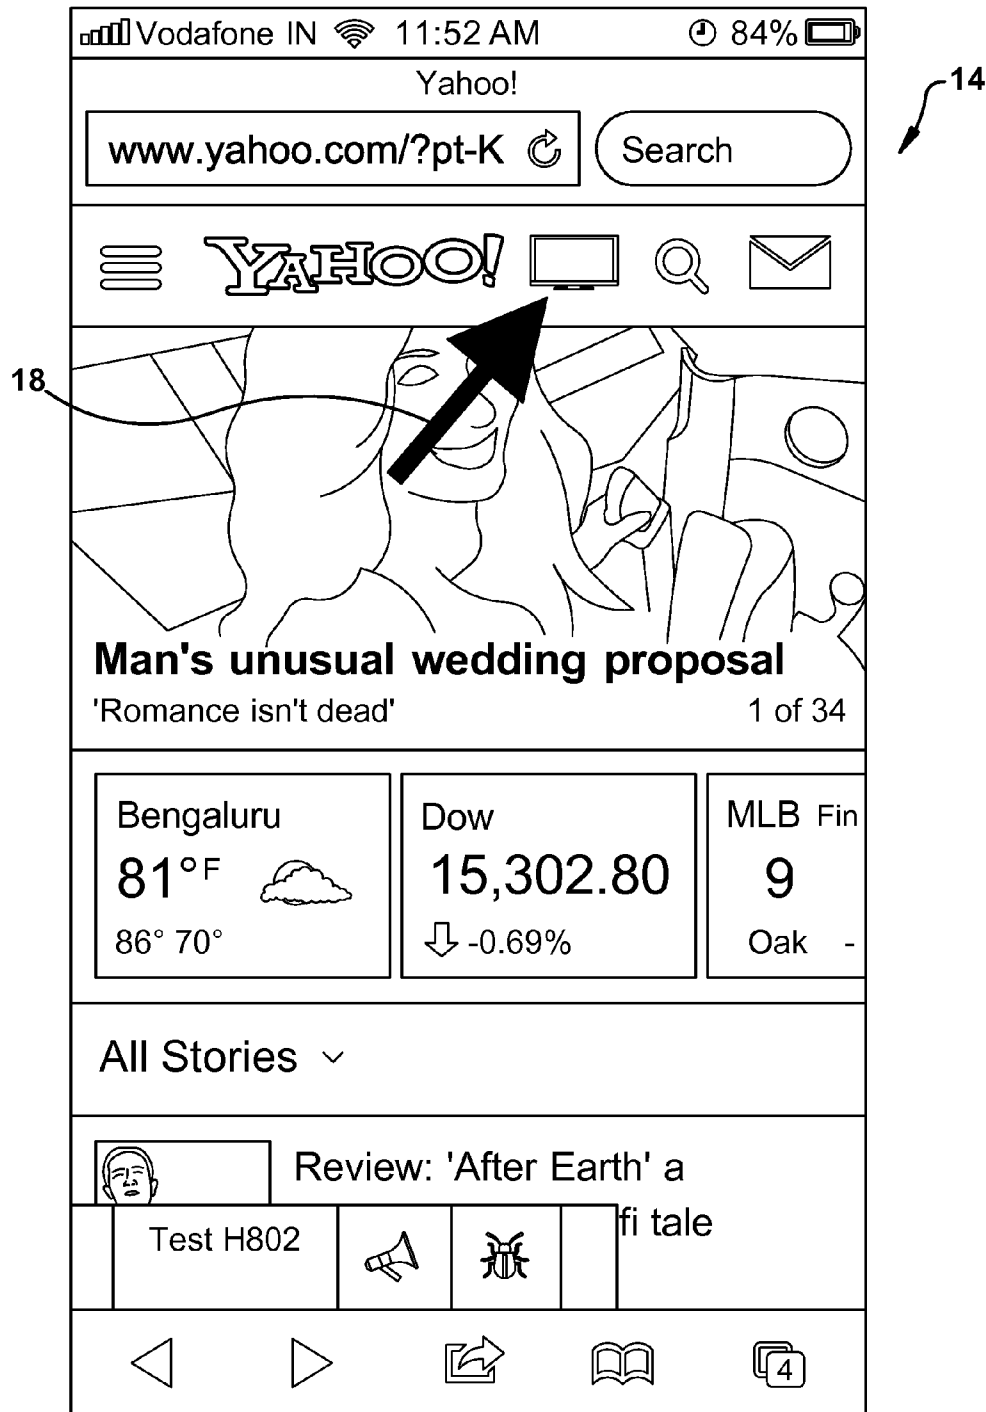 Vodafone IN 11:52 AM 84%
14
Yahoo!
www.yahoo.com/?pt-K Search
YAHOO!
18
Man's unusual wedding proposal
'Romance isn't dead' 1 of 34
Bengaluru Dow MLB Fin
81°F 15,302.80 9
86° 70° -0.69% Oak -
All Stories
Review: 'After Earth' a
fi tale
Test H802
4